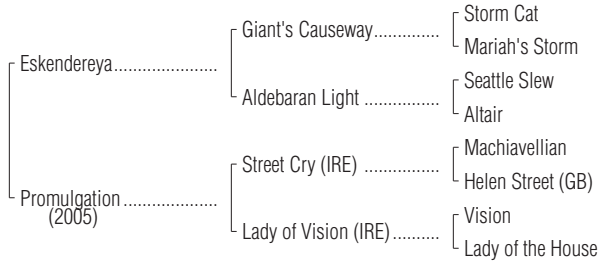 Storm Cat
Giant's Causeway..............
Mariah's Storm
Eskendereya......................
Seattle Slew
Aldebaran Light ................
Altair
Machiavellian
Street Cry (IRE) ................
Helen Street (GB)
Promulgation....................
(2005)
Vision
Lady of Vision (IRE)..........
Lady of the House